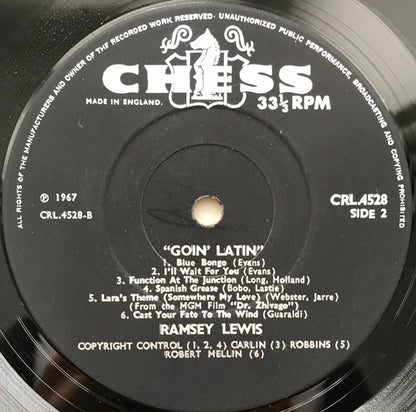 ALL RIGHTS OF THE MANUFACTURERS AND OWNER OF THE RECORDED WORK RESERVED. UNAUTHORIZED PUBLIC PERFORMANCE, BROADCASTING AND COPYING PROHIBITED
CHESS
MADE IN ENGLAND. 33⅓ RPM
℗ 1967 CRL.4528
CRL.4528-B SIDE 2
"GOIN' LATIN"
1. Blue Bongo (Evans)
2. I'll Wait For You (Evans)
3. Function At The Junction (Long, Holland)
4. Spanish Grease (Bobo, Lastie)
5. Lara's Theme (Somewhere My Love) (Webster, Jarre)
(From the MGM Film "Dr. Zhivago")
6. Cast Your Fate To The Wind (Guaraldi)
RAMSEY LEWIS
COPYRIGHT CONTROL (1, 2, 4) CARLIN (3) ROBBINS (5)
ROBERT MELLIN (6)